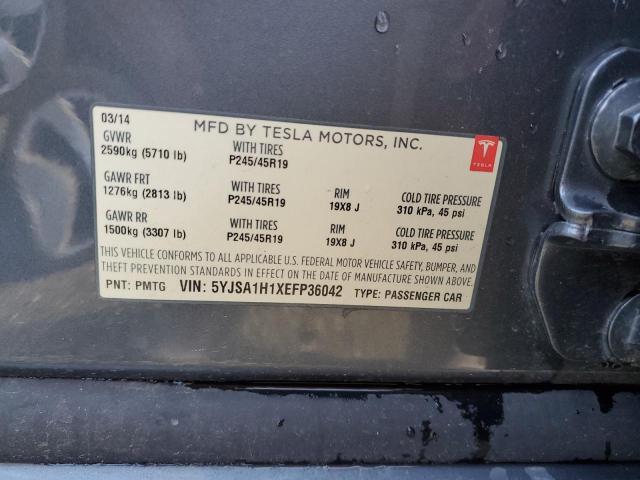 03/14 MFD BY TESLA MOTORS, INC.
GVWR WITH TIRES
2590kg (5710 lb) P245/45R19
TESLA
GAWR FRT WITH TIRES RIM COLD TIRE PRESSURE
1276kg (2813 lb) P245/45R19 19X8 J 310 kPa, 45 psi
GAWR RR WITH TIRES RIM COLD TIRE PRESSURE
1500kg (3307 lb) P245/45R19 19X8 J 310 kPa, 45 psi
THIS VEHICLE CONFORMS TO ALL APPLICABLE U.S. FEDERAL MOTOR VEHICLE SAFETY, BUMPER, AND
THEFT PREVENTION STANDARDS IN EFFECT ON THE DATE OF MANUFACTURE SHOWN ABOVE.
PNT: PMTG VIN: 5YJSA1H1XEFP36042 TYPE: PASSENGER CAR